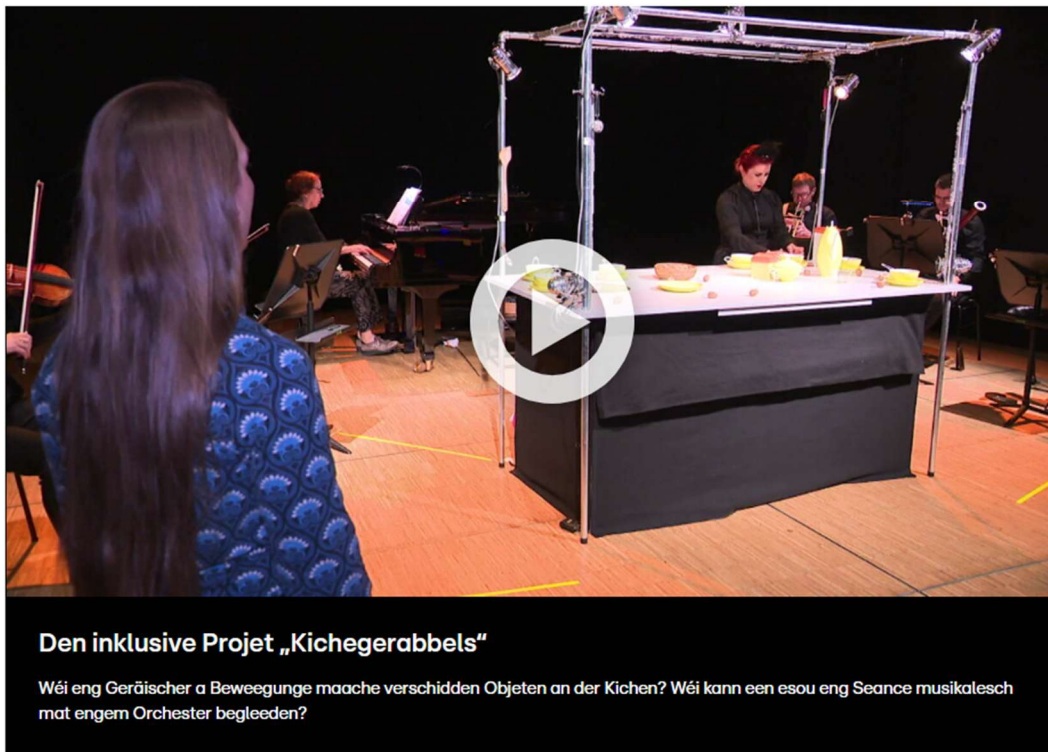 Den inklusive Projet „Kichegerabbels“
Wéi eng Geräischer a Beweegunge maache verschidden Objeten an der Kichen? Wéi kann een esou eng Seance musikalesch
mat engem Orchester begleeden?